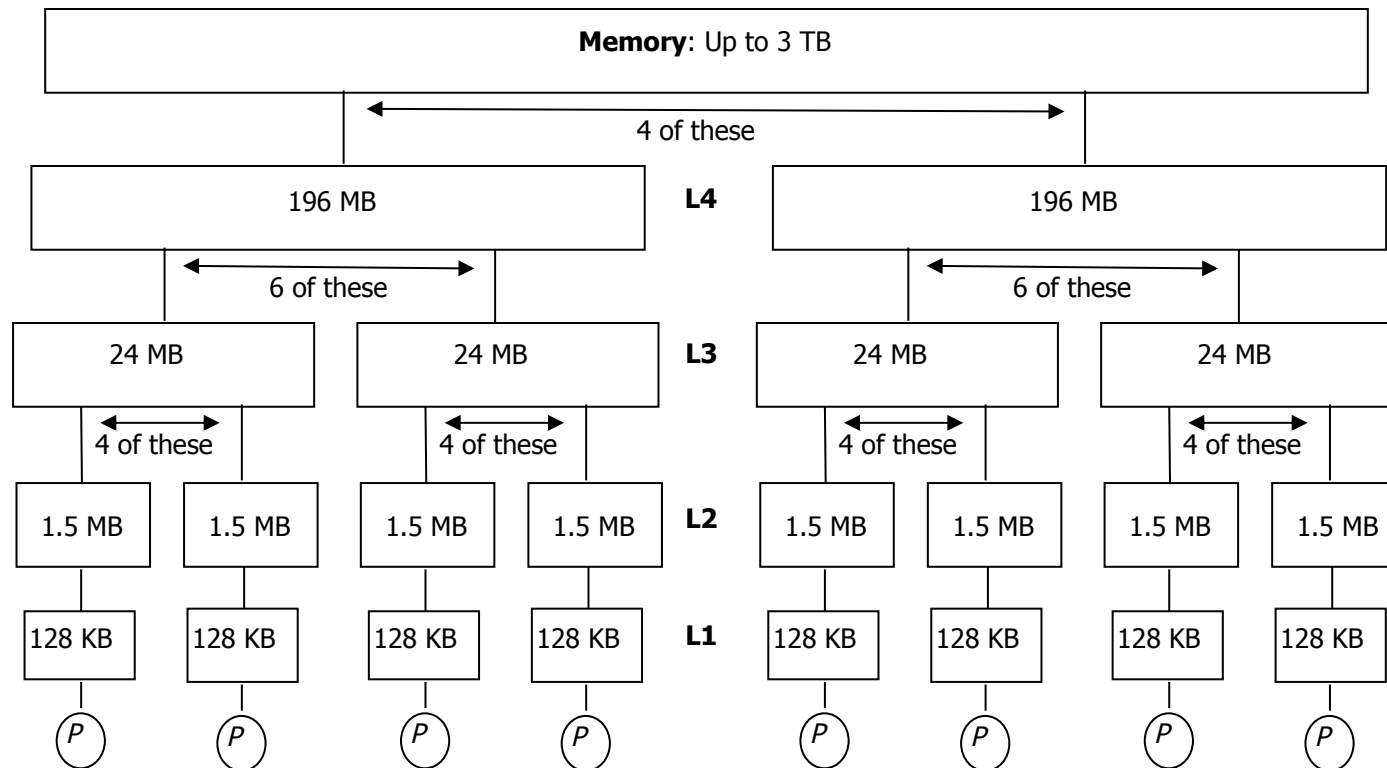 Memory: Up to 3 TB
4 of these
196 MB L4 196 MB
6 of these 6 of these
24 MB 24 MB L3 24 MB 24 MB
4 of these 4 of these 4 of these 4 of these
1.5 MB 1.5 MB 1.5 MB 1.5 MB L2 1.5 MB 1.5 MB 1.5 MB 1.5 MB
128 KB 128 KB 128 KB 128 KB L1 128 KB 128 KB 128 KB 128 KB
P P P P P P P P